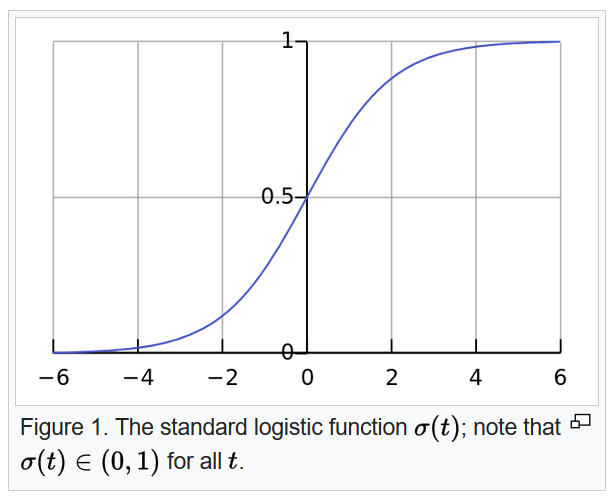 1
0.5
0
−6 −4 −2 0 2 4 6
Figure 1. The standard logistic function σ(t); note that
σ(t) ∈ (0, 1) for all t.